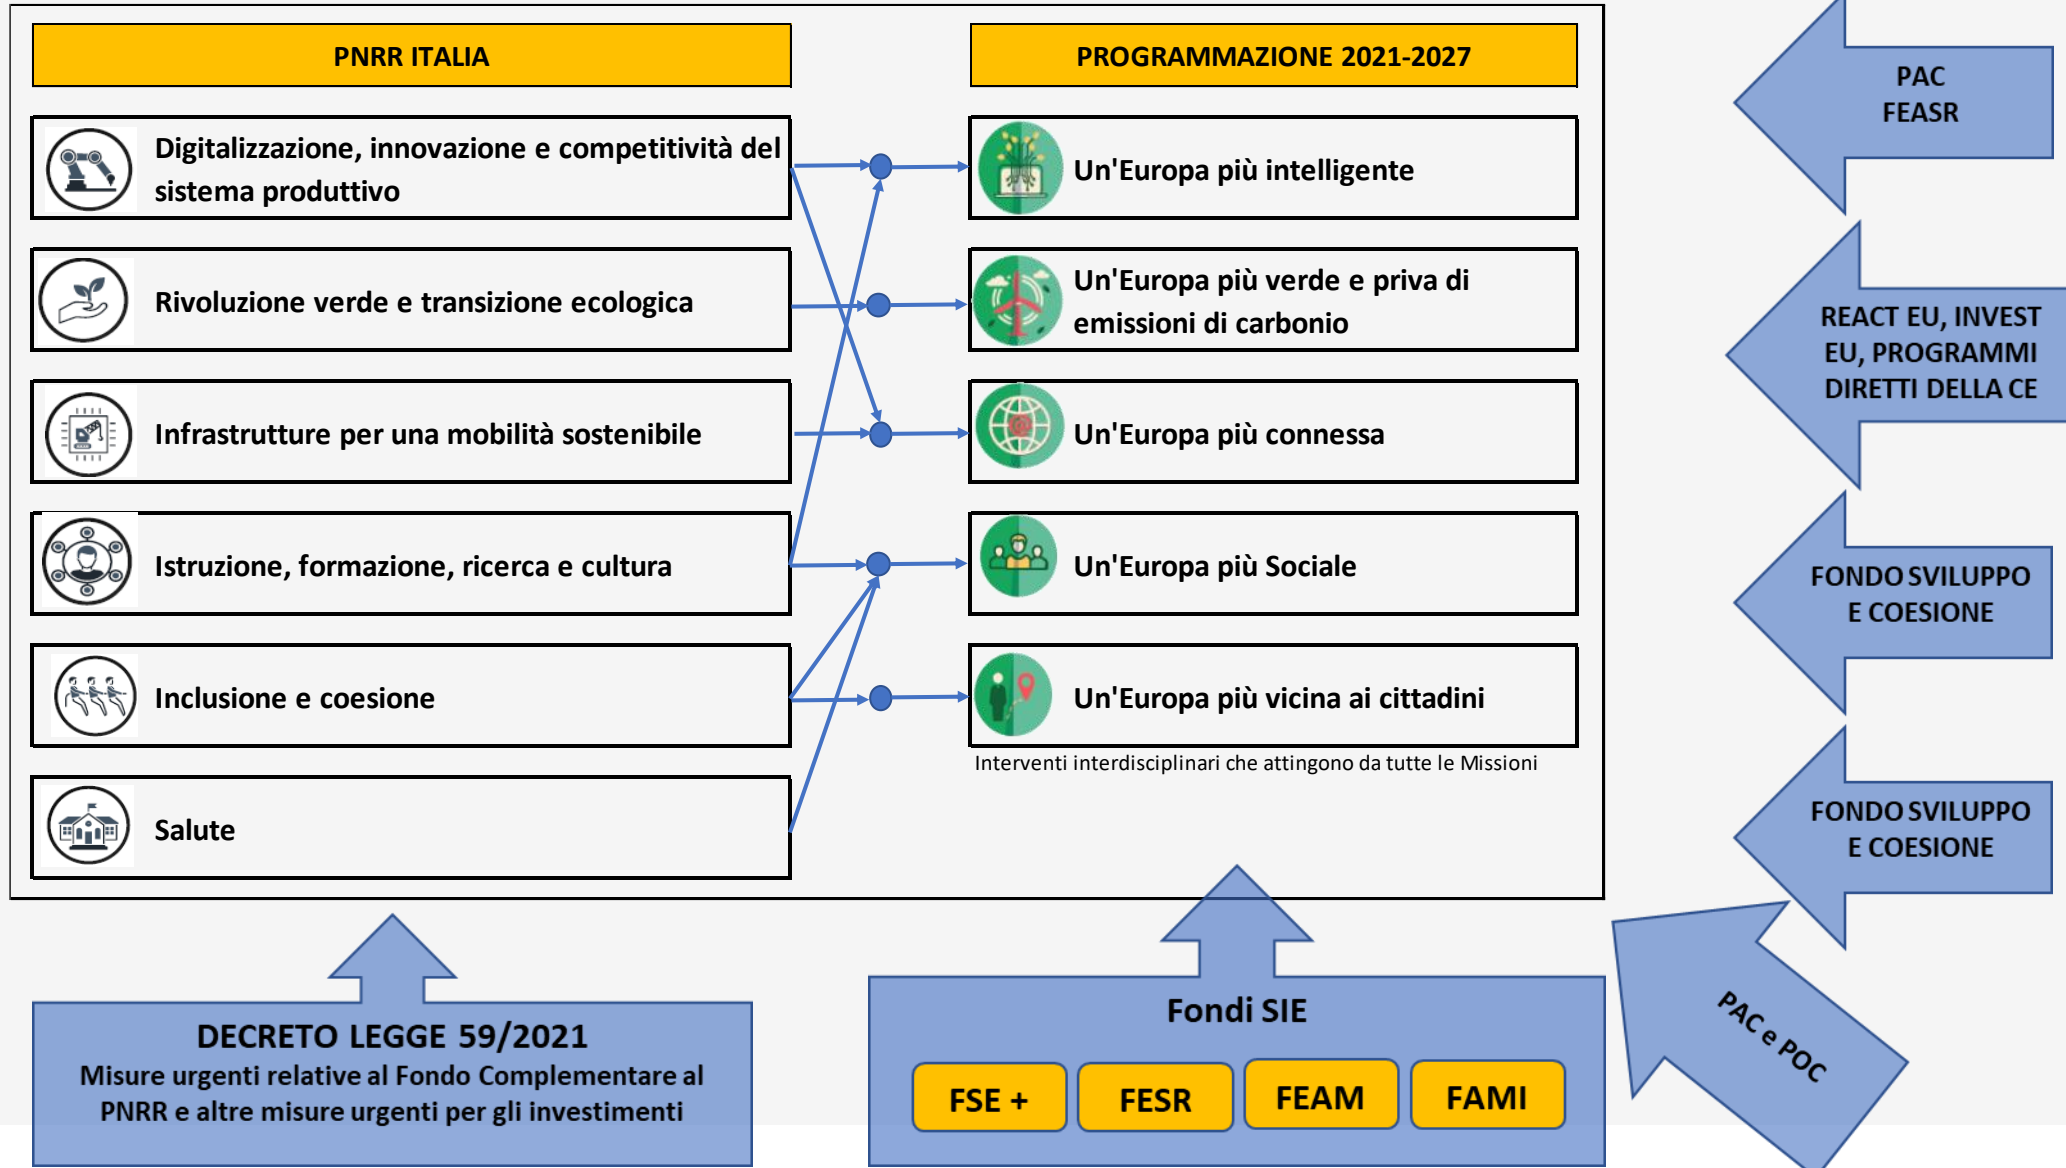 PNRR ITALIA
PROGRAMMAZIONE 2021-2027
Digitalizzazione, innovazione e competitività del
sistema produttivo
Un'Europa più intelligente
Rivoluzione verde e transizione ecologica
Un'Europa più verde e priva di
emissioni di carbonio
Infrastrutture per una mobilità sostenibile
Un'Europa più connessa
Istruzione, formazione, ricerca e cultura
Un'Europa più Sociale
Inclusione e coesione
Un'Europa più vicina ai cittadini
Interventi interdisciplinari che attingono da tutte le Missioni
Salute
PAC
FEASR
REACT EU, INVEST
EU, PROGRAMMI
DIRETTI DELLA CE
FONDO SVILUPPO
E COESIONE
FONDO SVILUPPO
E COESIONE
PAC e POC
DECRETO LEGGE 59/2021
Misure urgenti relative al Fondo Complementare al
PNRR e altre misure urgenti per gli investimenti
Fondi SIE
FSE +
FESR
FEAM
FAMI